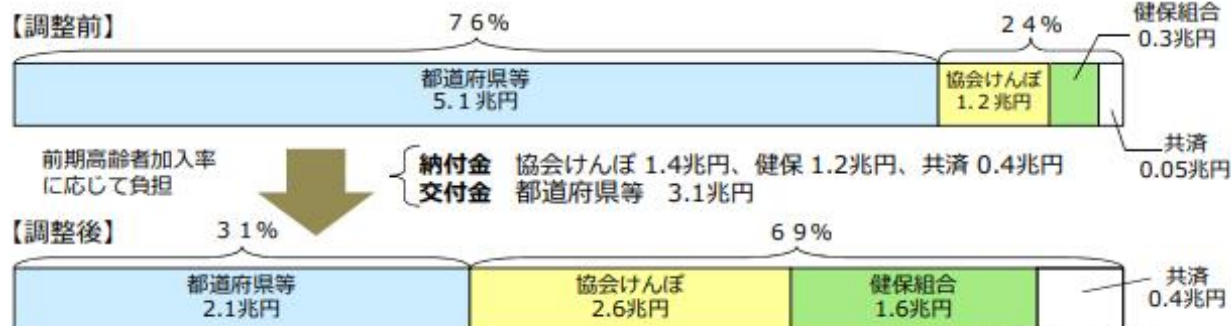 【調整前】
76%
24%
健保組合
0.3兆円
都道府県等
5.1兆円
協会けんぽ
1.2兆円
共済
0.05兆円
前期高齢者加入率
に応じて負担
納付金 協会けんぽ 1.4兆円、健保 1.2兆円、共済 0.4兆円
交付金 都道府県等 3.1兆円
【調整後】
31%
69%
都道府県等
2.1兆円
協会けんぽ
2.6兆円
健保組合
1.6兆円
共済
0.4兆円